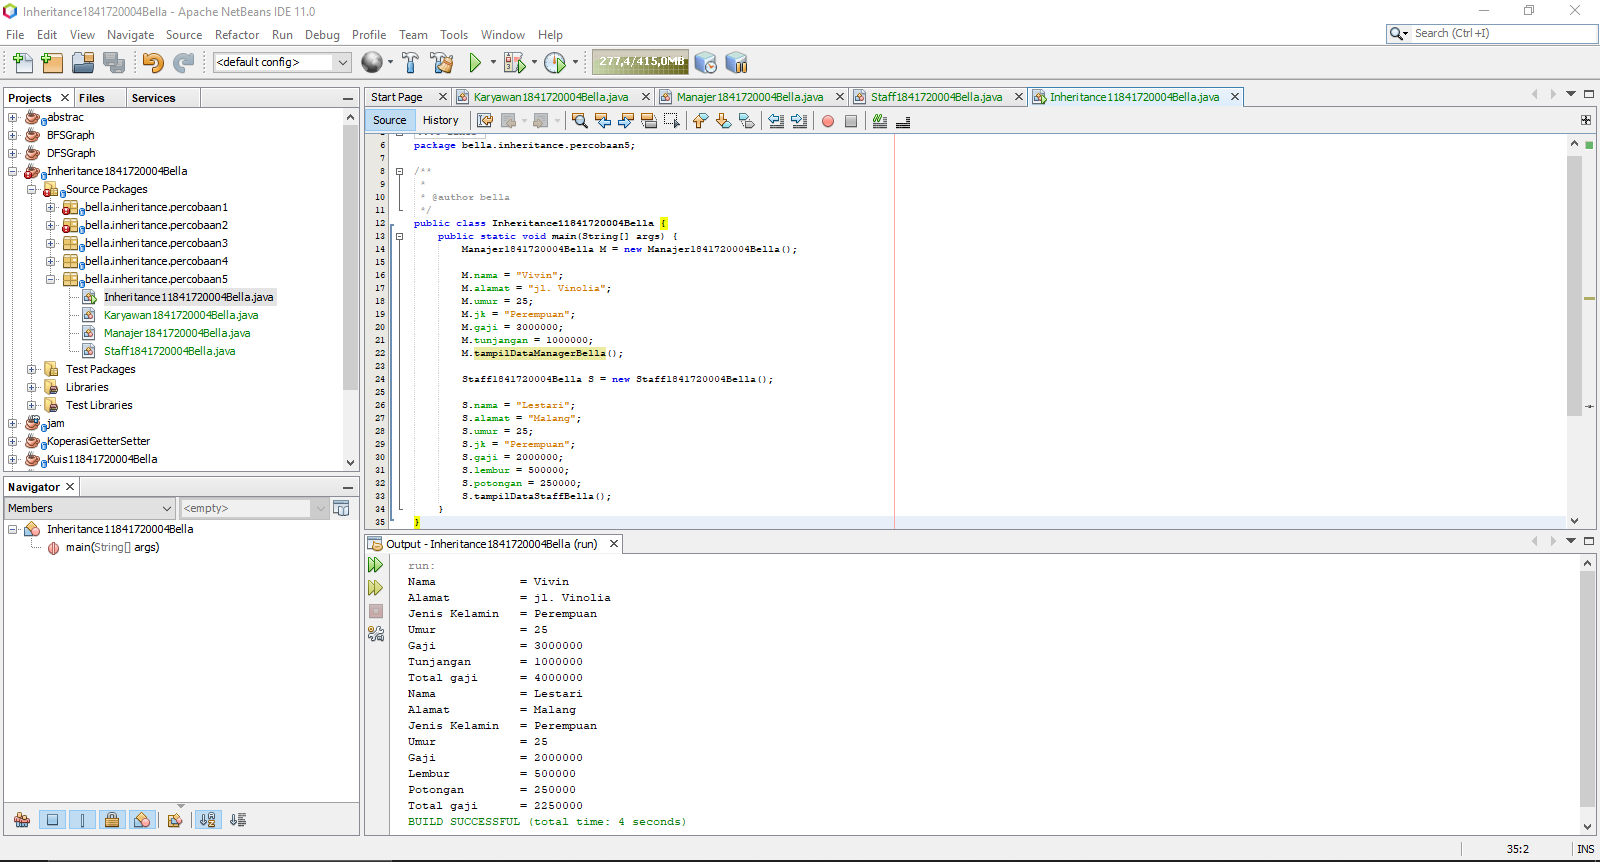 Inheritance1841720004Bella - Apache NetBeans IDE 11.0
File Edit View Navigate Source Refactor Run Debug Profile Team Tools Window Help
Search (Ctrl+I)
<default config>
277,4/415,0MB
Projects Files Services
abstrac
BFSGraph
DFSGraph
Inheritance1841720004Bella
Source Packages
bella.inheritance.percobaan1
bella.inheritance.percobaan2
bella.inheritance.percobaan3
bella.inheritance.percobaan4
bella.inheritance.percobaan5
Inheritance11841720004Bella.java
Karyawan1841720004Bella.java
Manajer1841720004Bella.java
Staff1841720004Bella.java
Test Packages
Libraries
Test Libraries
jam
KoperasiGetterSetter
Kuis11841720004Bella
Navigator
Members
<empty>
Inheritance11841720004Bella
main(String[] args)
Start Page Karyawan1841720004Bella.java Manajer1841720004Bella.java Staff1841720004Bella.java Inheritance11841720004Bella.java
Source History
6 package bella.inheritance.percobaan5;
7
8 /**
9 *
10 * @author bella
11 */
12 public class Inheritance11841720004Bella {
13 public static void main(String[] args) {
14 Manajer1841720004Bella M = new Manajer1841720004Bella();
15
16 M.nama = "Vivin";
17 M.alamat = "jl. Vinolia";
18 M.umur = 25;
19 M.jk = "Perempuan";
20 M.gaji = 3000000;
21 M.tunjangan = 1000000;
22 M.tampilDataManagerBella();
23
24 Staff1841720004Bella S = new Staff1841720004Bella();
25
26 S.nama = "Lestari";
27 S.alamat = "Malang";
28 S.umur = 25;
29 S.jk = "Perempuan";
30 S.gaji = 2000000;
31 S.lembur = 500000;
32 S.potongan = 250000;
33 S.tampilDataStaffBella();
34 }
35 }
Output - Inheritance1841720004Bella (run)
run:
Nama = Vivin
Alamat = jl. Vinolia
Jenis Kelamin = Perempuan
Umur = 25
Gaji = 3000000
Tunjangan = 1000000
Total gaji = 4000000
Nama = Lestari
Alamat = Malang
Jenis Kelamin = Perempuan
Umur = 25
Gaji = 2000000
Lembur = 500000
Potongan = 250000
Total gaji = 2250000
BUILD SUCCESSFUL (total time: 4 seconds)
35:2 INS